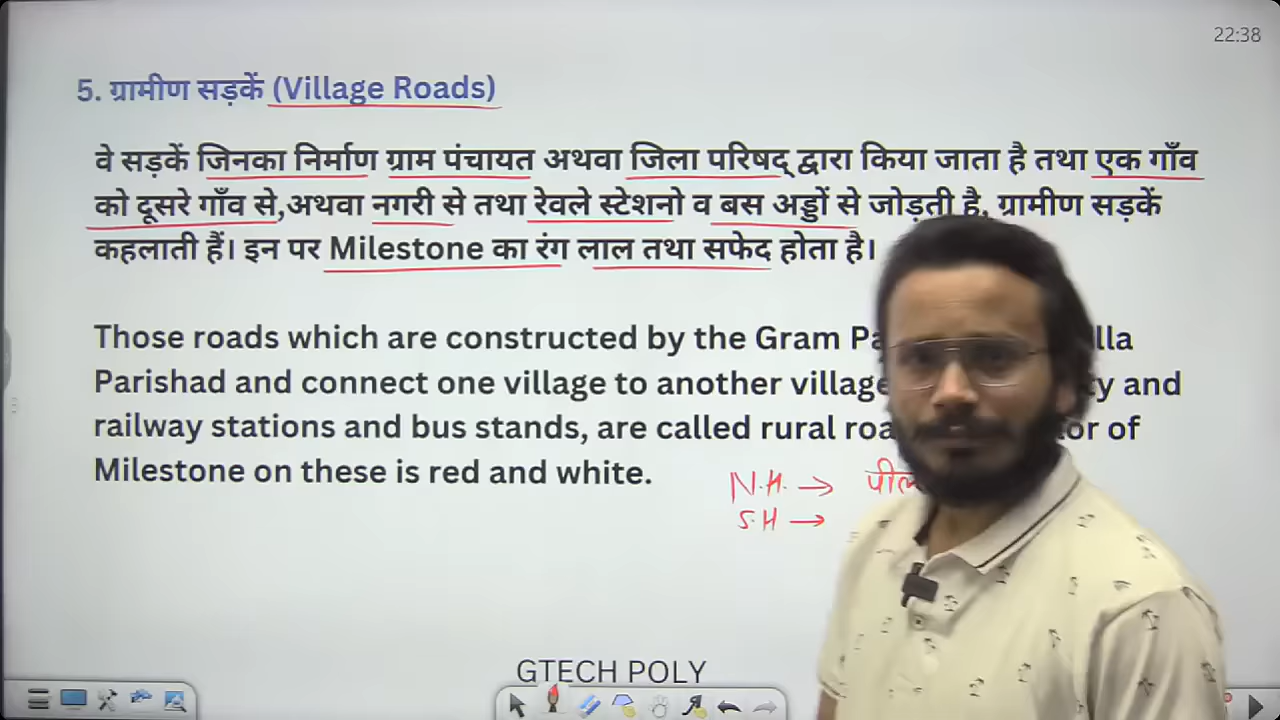 22:38
5. ग्रामीण सड़कें (Village Roads)
वे सड़कें जिनका निर्माण ग्राम पंचायत अथवा जिला परिषद् द्वारा किया जाता है तथा एक गाँव
को दूसरे गाँव से,अथवा नगरी से तथा रेवले स्टेशनो व बस अड्डों से जोड़ती है, ग्रामीण सड़कें
कहलाती हैं। इन पर Milestone का रंग लाल तथा सफेद होता है।
Those roads which are constructed by the Gram
Parishad and connect one village to another village and
railway stations and bus stands, are called rural of
Milestone on these is red and white.
N.H. →
S.H →
GTECH POLY